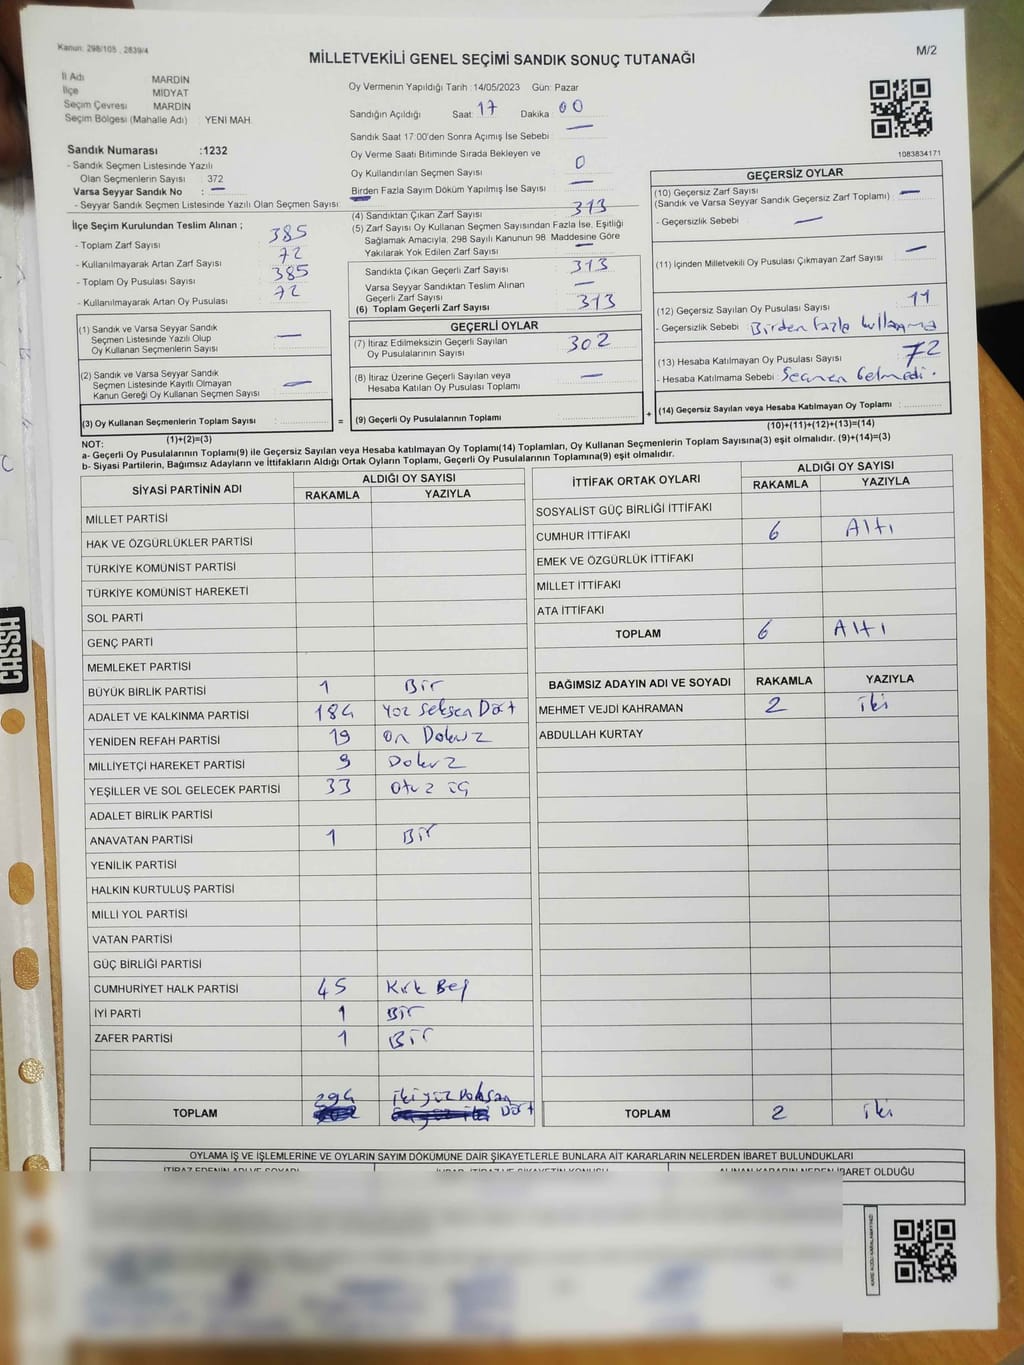 Kanun: 298/105 , 2839/4
MİLLETVEKİLİ GENEL SEÇİMİ SANDIK SONUÇ TUTANAĞI
M/2
İl Adı MARDİN
İlçe MİDYAT
Seçim Çevresi MARDİN
Seçim Bölgesi (Mahalle Adı) : YENİ MAH.
Sandık Numarası :1232
- Sandık Seçmen Listesinde Yazılı
Olan Seçmenlerin Sayısı : 372
Varsa Seyyar Sandık No : —
- Seyyar Sandık Seçmen Listesinde Yazılı Olan Seçmen Sayısı:
Oy Vermenin Yapıldığı Tarih :14/05/2023 Gün: Pazar
Sandığın Açıldığı Saat: 17 Dakika : 00
Sandık Saat 17:00'den Sonra Açımış İse Sebebi : —
Oy Verme Saati Bitiminde Sırada Bekleyen ve
Oy Kullandırılan Seçmen Sayısı : 0
Birden Fazla Sayım Döküm Yapılmış İse Sayısı : —
1083834171
İlçe Seçim Kurulundan Teslim Alınan ;
- Toplam Zarf Sayısı : 385
- Kullanılmayarak Artan Zarf Sayısı : 72
- Toplam Oy Pusulası Sayısı : 385
- Kullanılmayarak Artan Oy Pusulası : 72
(4) Sandıktan Çıkan Zarf Sayısı : 313
(5) Zarf Sayısı Oy Kullanan Seçmen Sayısından Fazla İse, Eşitliği
Sağlamak Amacıyla, 298 Sayılı Kanunun 98. Maddesine Göre
Yakılarak Yok Edilen Zarf Sayısı : —
Sandıkta Çıkan Geçerli Zarf Sayısı : 313
Varsa Seyyar Sandıktan Teslim Alınan
Geçerli Zarf Sayısı : —
(6) Toplam Geçerli Zarf Sayısı : 313
GEÇERSİZ OYLAR
(10) Geçersiz Zarf Sayısı : —
(Sandık ve Varsa Seyyar Sandık Geçersiz Zarf Toplamı)
- Geçersizlik Sebebi : —
(11) İçinden Milletvekili Oy Pusulası Çıkmayan Zarf Sayısı : —
(12) Geçersiz Sayılan Oy Pusulası Sayısı : 11
- Geçersizlik Sebebi : Birden fazla kullanma
(13) Hesaba Katılmayan Oy Pusulası Sayısı : 72
- Hesaba Katılmama Sebebi : Seçmen Gelmedi.
(14) Geçersiz Sayılan veya Hesaba Katılmayan Oy Toplamı :
(10)+(11)+(12)+(13)=(14)
(1) Sandık ve Varsa Seyyar Sandık
Seçmen Listesinde Yazılı Olup
Oy Kullanan Seçmenlerin Sayısı : —
(2) Sandık ve Varsa Seyyar Sandık
Seçmen Listesinde Kayıtlı Olmayan
Kanun Gereği Oy Kullanan Seçmen Sayısı : —
(3) Oy Kullanan Seçmenlerin Toplam Sayısı :
(1)+(2)=(3)
GEÇERLİ OYLAR
(7) İtiraz Edilmeksizin Geçerli Sayılan
Oy Pusulalarının Sayısı : 302
(8) İtiraz Üzerine Geçerli Sayılan veya
Hesaba Katılan Oy Pusulası Toplamı : —
= (9) Geçerli Oy Pusulalarının Toplamı : +
NOT:
a- Geçerli Oy Pusulalarının Toplamı(9) ile Geçersiz Sayılan veya Hesaba katılmayan Oy Toplamı(14) Toplamları, Oy Kullanan Seçmenlerin Toplam Sayısına(3) eşit olmalıdır. (9)+(14)=(3)
b- Siyasi Partilerin, Bağımsız Adayların ve İttifakların Aldığı Ortak Oyların Toplamı, Geçerli Oy Pusulalarının Toplamına(9) eşit olmalıdır.
SİYASİ PARTİNİN ADI ALDIĞI OY SAYISI
RAKAMLA YAZIYLA
MİLLET PARTİSİ
HAK VE ÖZGÜRLÜKLER PARTİSİ
TÜRKİYE KOMÜNİST PARTİSİ
TÜRKİYE KOMÜNİST HAREKETİ
SOL PARTİ
GENÇ PARTİ
MEMLEKET PARTİSİ
BÜYÜK BİRLİK PARTİSİ 1 Bir
ADALET VE KALKINMA PARTİSİ 184 Yüz Seksen Dört
YENİDEN REFAH PARTİSİ 19 On Dokuz
MİLLİYETÇİ HAREKET PARTİSİ 9 Dokuz
YEŞİLLER VE SOL GELECEK PARTİSİ 33 Otuz üç
ADALET BİRLİK PARTİSİ
ANAVATAN PARTİSİ 1 Bir
YENİLİK PARTİSİ
HALKIN KURTULUŞ PARTİSİ
MİLLİ YOL PARTİSİ
VATAN PARTİSİ
GÜÇ BİRLİĞİ PARTİSİ
CUMHURİYET HALK PARTİSİ 45 Kırk Beş
İYİ PARTİ 1 Bir
ZAFER PARTİSİ 1 Bir
TOPLAM 294 İkiyüz Doksan Dört
İTTİFAK ORTAK OYLARI ALDIĞI OY SAYISI
RAKAMLA YAZIYLA
SOSYALİST GÜÇ BİRLİĞİ İTTİFAKI
CUMHUR İTTİFAKI 6 Altı
EMEK VE ÖZGÜRLÜK İTTİFAKI
MİLLET İTTİFAKI
ATA İTTİFAKI
TOPLAM 6 Altı
BAĞIMSIZ ADAYIN ADI VE SOYADI RAKAMLA YAZIYLA
MEHMET VEJDİ KAHRAMAN 2 iki
ABDULLAH KURTAY
TOPLAM 2 iki
OYLAMA İŞ VE İŞLEMLERİNE VE OYLARIN SAYIM DÖKÜMÜNE DAİR ŞİKAYETLERLE BUNLARA AİT KARARLARIN NELERDEN İBARET BULUNDUKLARI
İTİRAZ EDENİN ADI VE SOYADI
ALINAN KARARIN NEDEN İBARET OLDUĞU
CASSA